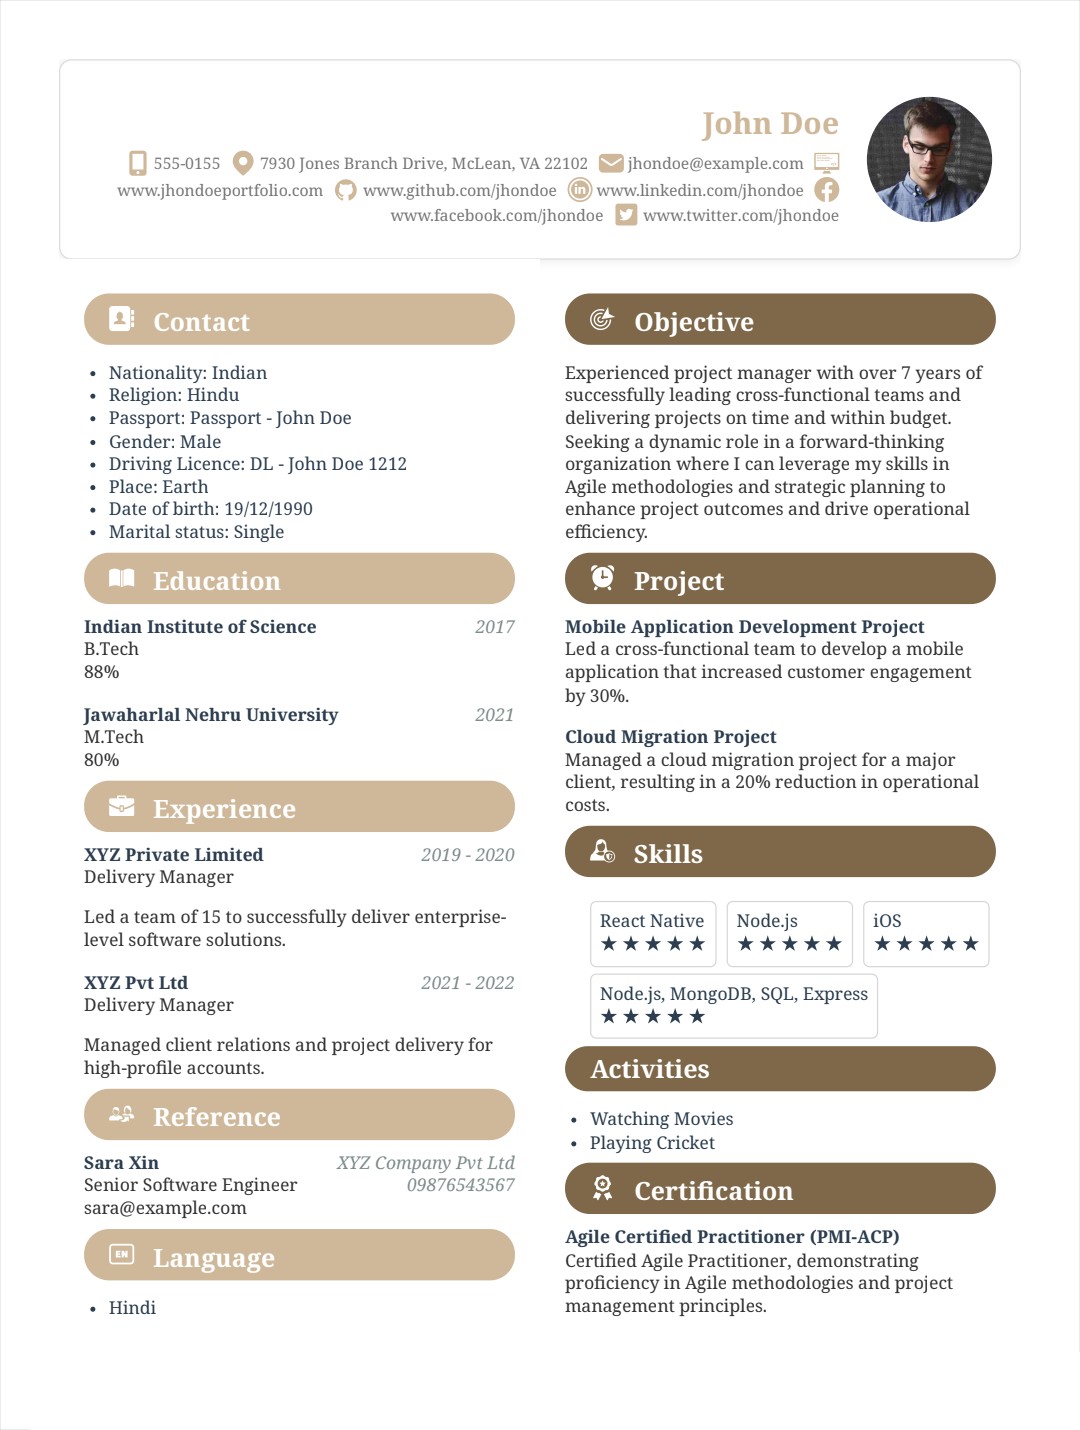 John Doe
555-0155 7930 Jones Branch Drive, McLean, VA 22102 jhondoe@example.com
www.jhondoeportfolio.com www.github.com/jhondoe www.linkedin.com/jhondoe
www.facebook.com/jhondoe www.twitter.com/jhondoe
Contact
• Nationality: Indian
• Religion: Hindu
• Passport: Passport - John Doe
• Gender: Male
• Driving Licence: DL - John Doe 1212
• Place: Earth
• Date of birth: 19/12/1990
• Marital status: Single
Education
Indian Institute of Science 2017
B.Tech
88%
Jawaharlal Nehru University 2021
M.Tech
80%
Experience
XYZ Private Limited 2019 - 2020
Delivery Manager
Led a team of 15 to successfully deliver enterprise-
level software solutions.
XYZ Pvt Ltd 2021 - 2022
Delivery Manager
Managed client relations and project delivery for
high-profile accounts.
Reference
Sara Xin XYZ Company Pvt Ltd
Senior Software Engineer 09876543567
sara@example.com
EN Language
• Hindi
Objective
Experienced project manager with over 7 years of
successfully leading cross-functional teams and
delivering projects on time and within budget.
Seeking a dynamic role in a forward-thinking
organization where I can leverage my skills in
Agile methodologies and strategic planning to
enhance project outcomes and drive operational
efficiency.
Project
Mobile Application Development Project
Led a cross-functional team to develop a mobile
application that increased customer engagement
by 30%.
Cloud Migration Project
Managed a cloud migration project for a major
client, resulting in a 20% reduction in operational
costs.
Skills
React Native Node.js iOS
★★★★★ ★★★★★ ★★★★★
Node.js, MongoDB, SQL, Express
★★★★★
Activities
• Watching Movies
• Playing Cricket
Certification
Agile Certified Practitioner (PMI-ACP)
Certified Agile Practitioner, demonstrating
proficiency in Agile methodologies and project
management principles.